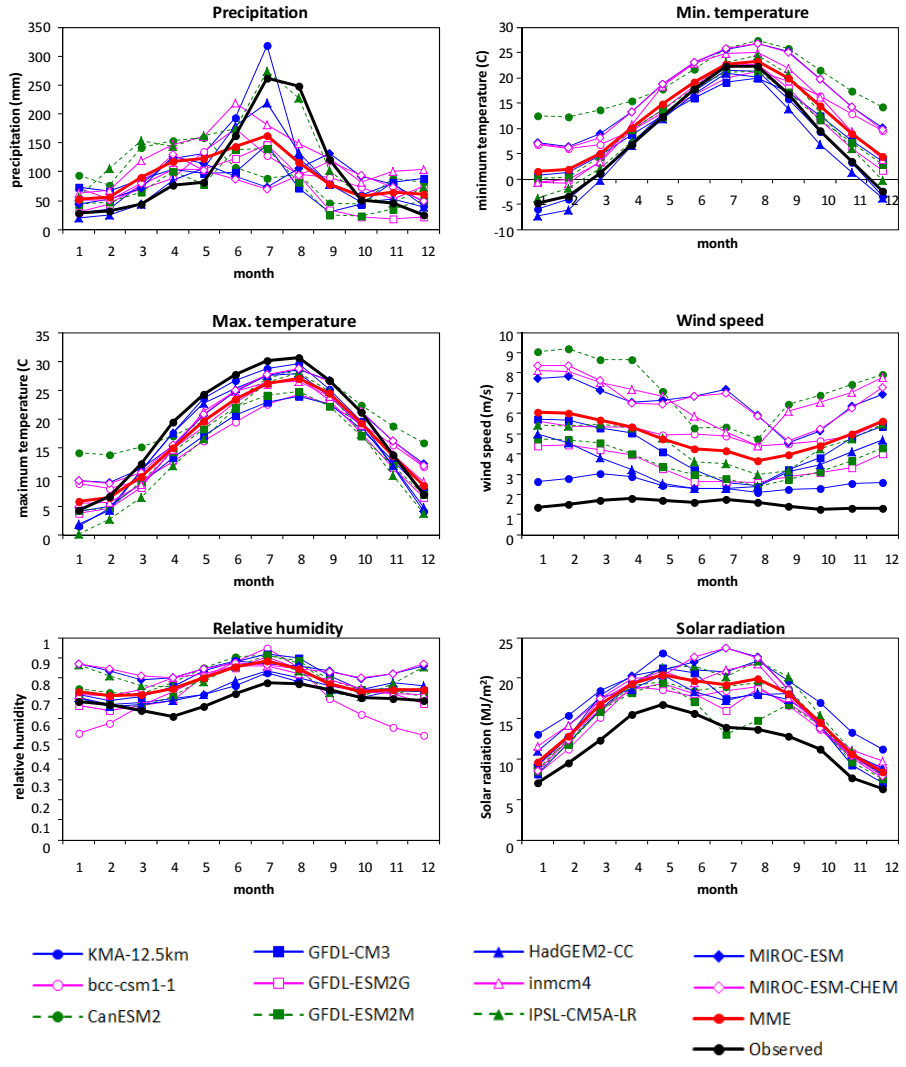 Precipitation
precipitation (mm)
350
300
250
200
150
100
50
0
1 2 3 4 5 6 7 8 9 10 11 12
month
Min. temperature
minimum temperature (C)
30
25
20
15
10
5
0
-5
-10
1 2 3 4 5 6 7 8 9 10 11 12
month
Max. temperature
maximum temperature (C
35
30
25
20
15
10
5
0
1 2 3 4 5 6 7 8 9 10 11 12
month
Wind speed
wind speed (m/s)
10
9
8
7
6
5
4
3
2
1
0
1 2 3 4 5 6 7 8 9 10 11 12
month
Relative humidity
relative humidity
1
0.9
0.8
0.7
0.6
0.5
0.4
0.3
0.2
0.1
0
1 2 3 4 5 6 7 8 9 10 11 12
month
Solar radiation
Solar radiation (MJ/m²)
25
20
15
10
5
0
1 2 3 4 5 6 7 8 9 10 11 12
month
KMA-12.5km
GFDL-CM3
HadGEM2-CC
MIROC-ESM
bcc-csm1-1
GFDL-ESM2G
inmcm4
MIROC-ESM-CHEM
CanESM2
GFDL-ESM2M
IPSL-CM5A-LR
MME
Observed